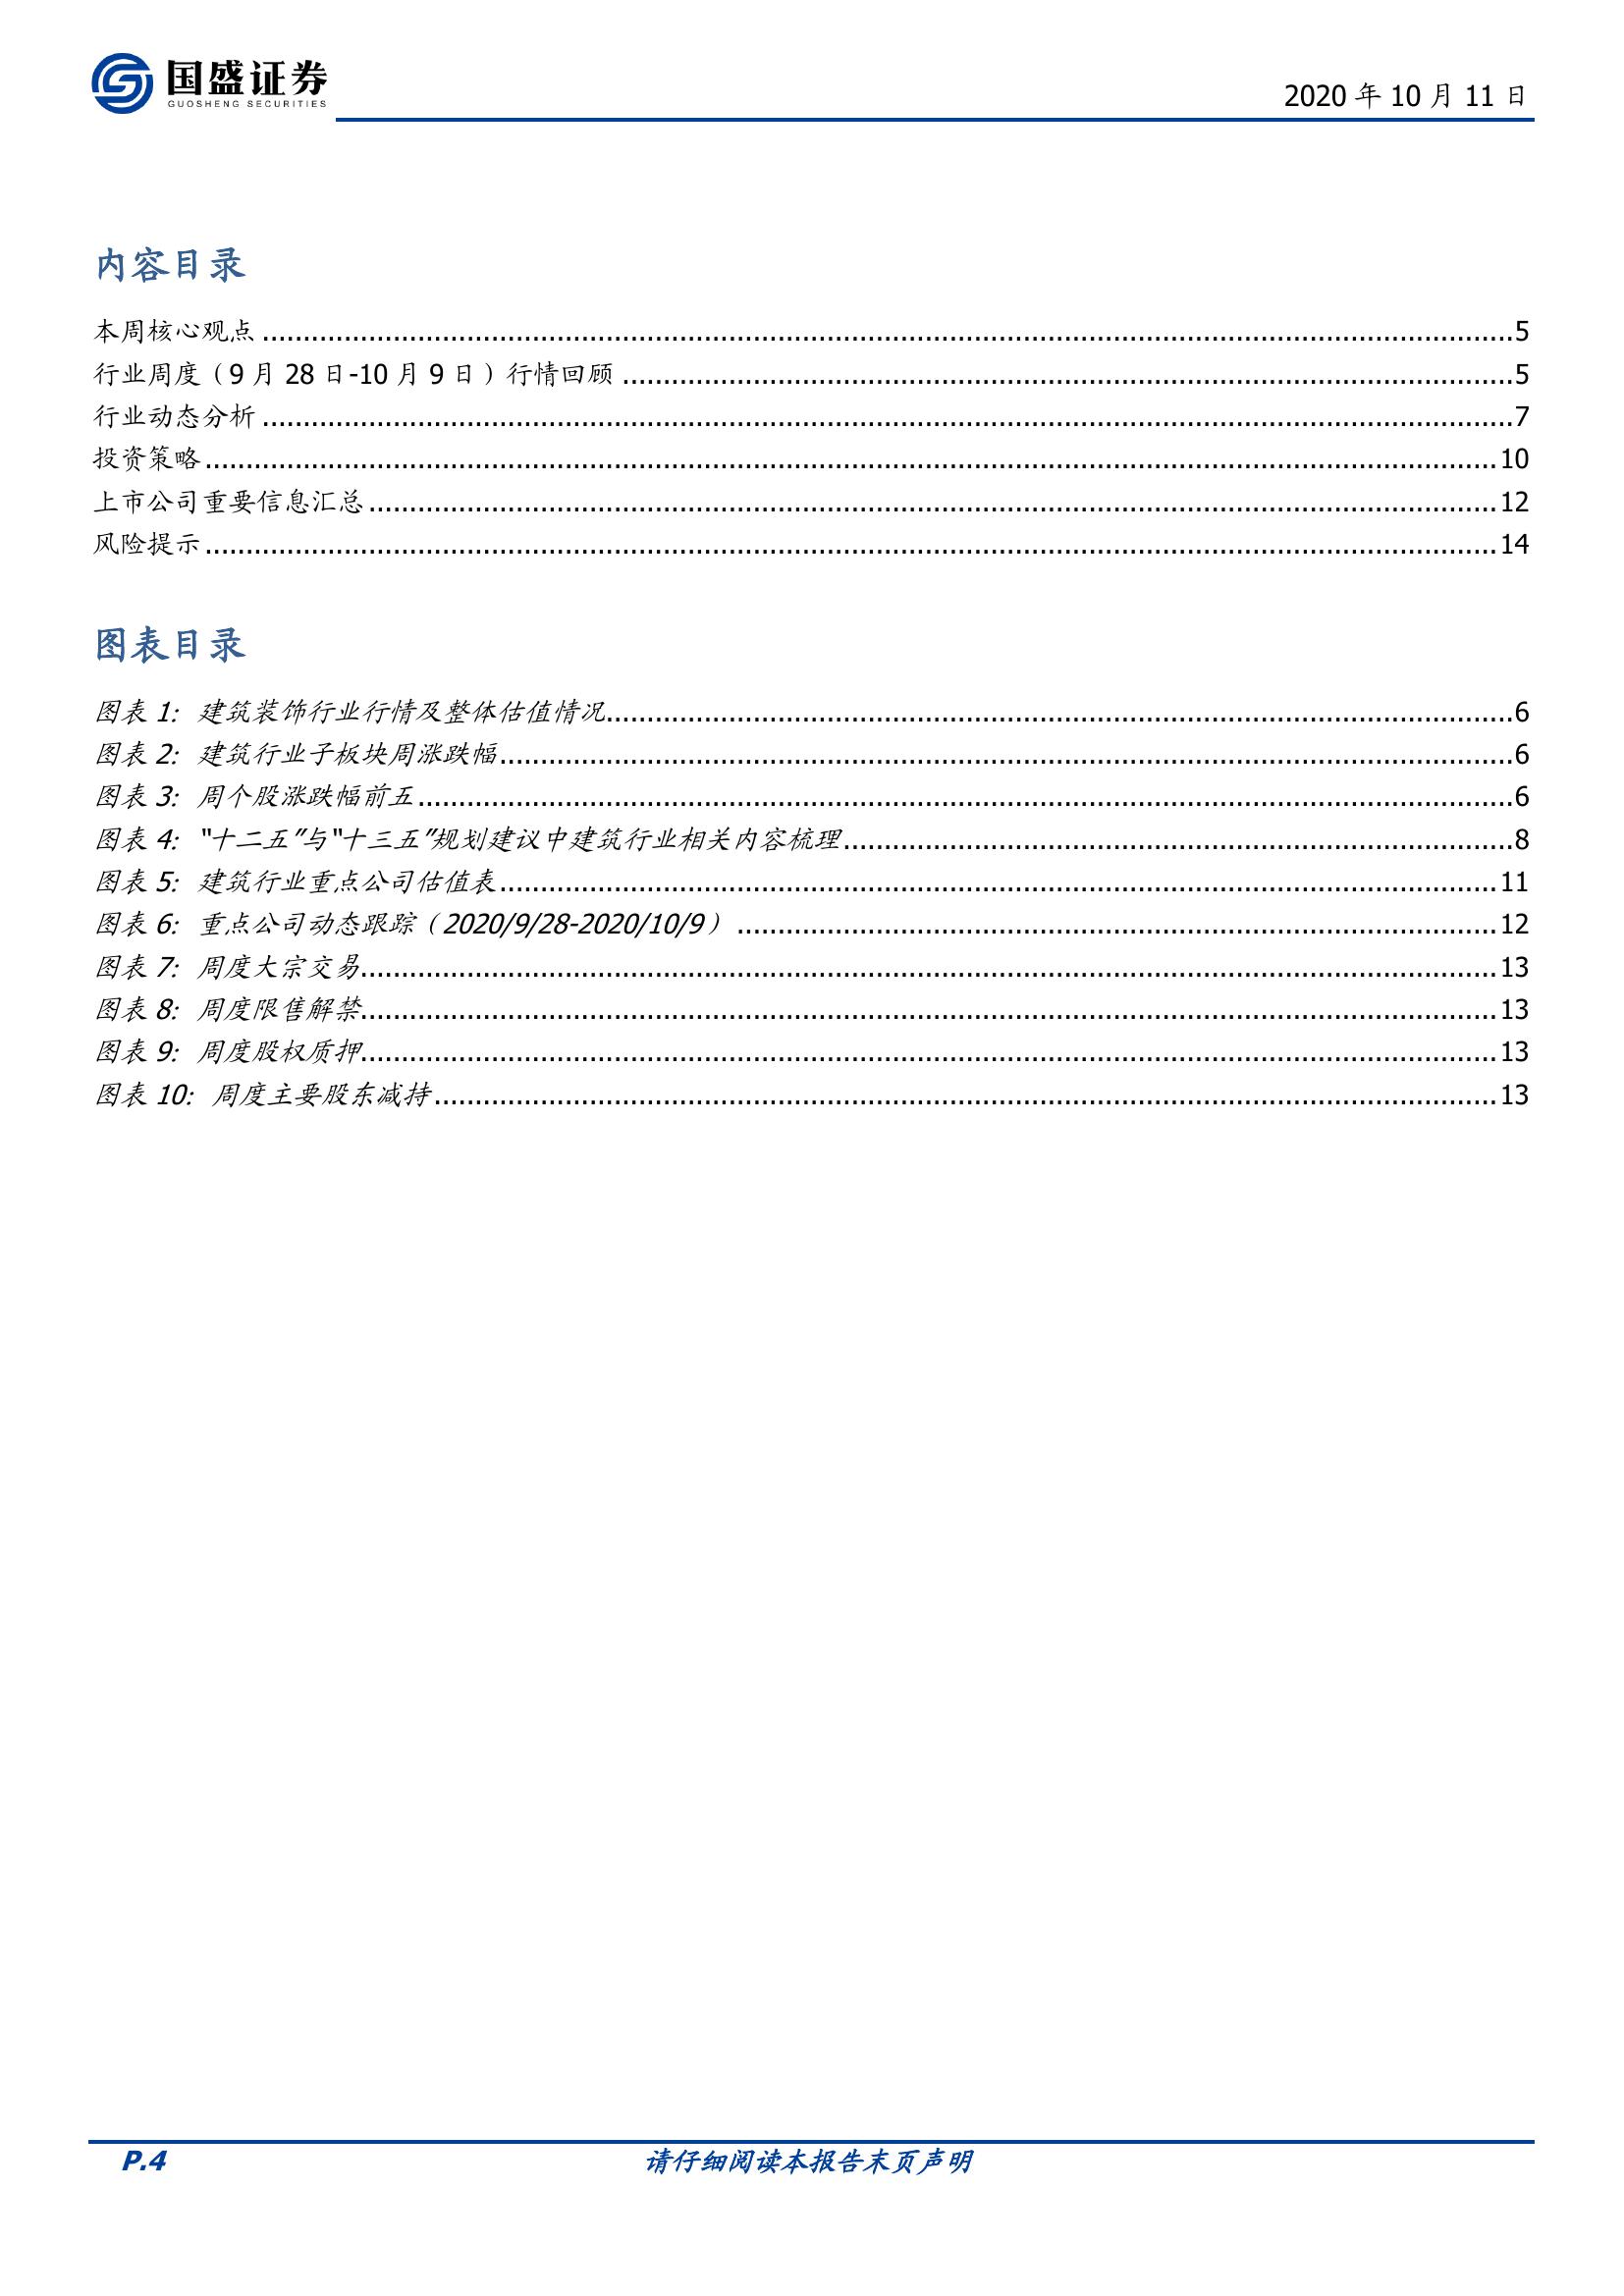 国盛证券
GUOSHENG SECURITIES
2020 年 10 月 11 日
内容目录
本周核心观点 ........ 5
行业周度（9 月 28 日-10 月 9 日）行情回顾 ........ 5
行业动态分析 ........ 7
投资策略 ........ 10
上市公司重要信息汇总 ........ 12
风险提示 ........ 14
图表目录
图表 1: 建筑装饰行业行情及整体估值情况 ........ 6
图表 2: 建筑行业子板块周涨跌幅 ........ 6
图表 3: 周个股涨跌幅前五 ........ 6
图表 4: "十二五"与"十三五"规划建议中建筑行业相关内容梳理 ........ 8
图表 5: 建筑行业重点公司估值表 ........ 11
图表 6: 重点公司动态跟踪（2020/9/28-2020/10/9） ........ 12
图表 7: 周度大宗交易 ........ 13
图表 8: 周度限售解禁 ........ 13
图表 9: 周度股权质押 ........ 13
图表 10: 周度主要股东减持 ........ 13
P.4 请仔细阅读本报告末页声明